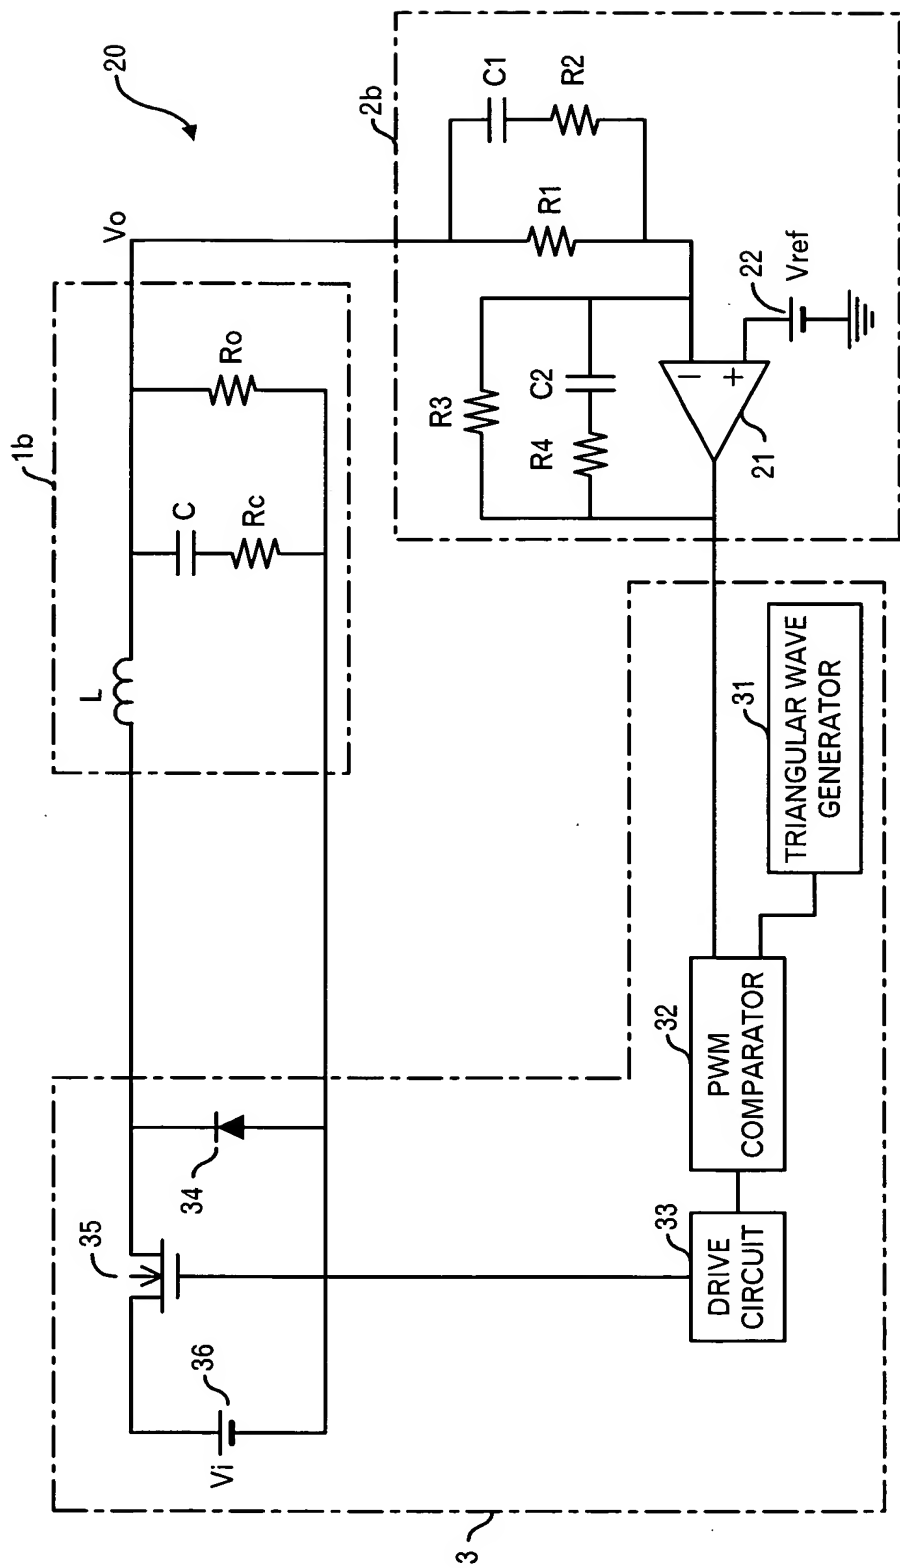 20
Vo
1b
L
C
Rc
Ro
2b
C1
R2
R1
R3
R4
C2
−
+
21
22
Vref
35
34
36
Vi
3
33
DRIVE
CIRCUIT
32
PWM
COMPARATOR
31
TRIANGULAR WAVE
GENERATOR